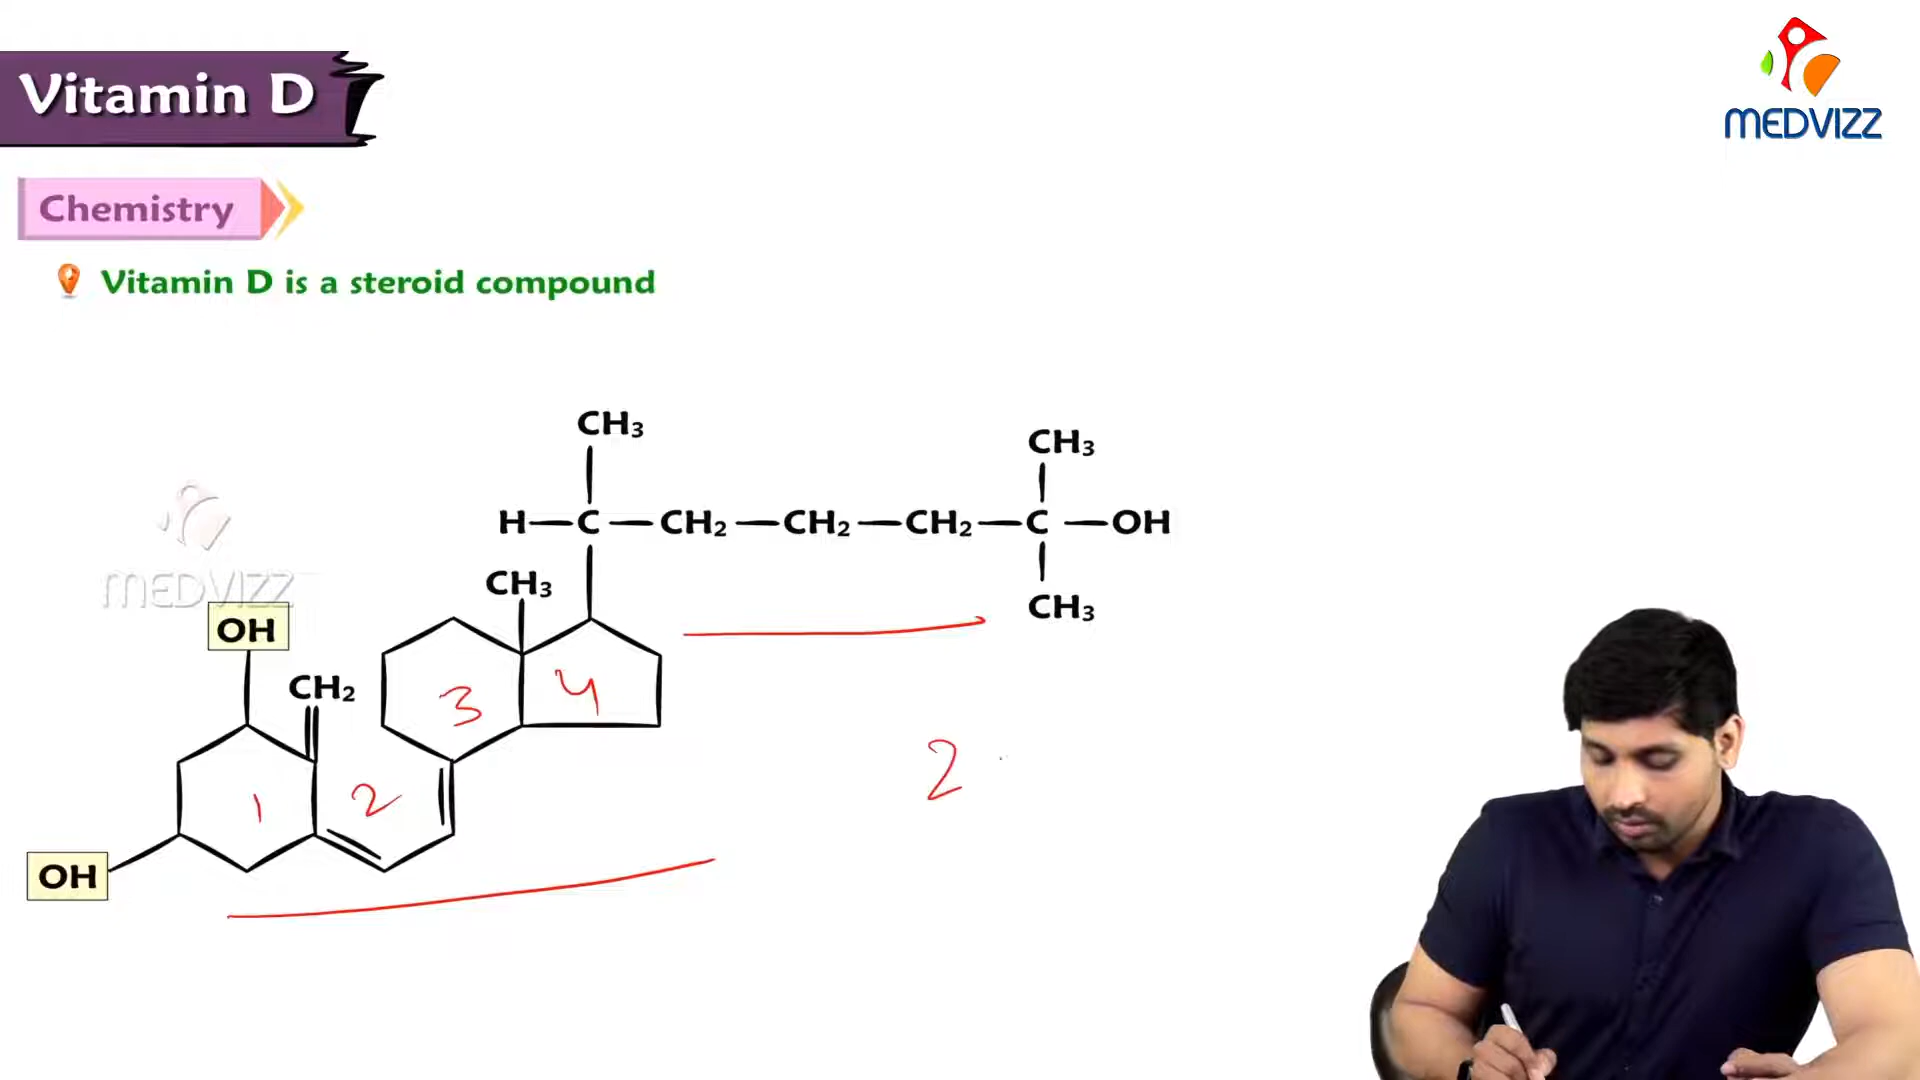 Vitamin D
MEDVIZZ
Chemistry
Vitamin D is a steroid compound
CH₃
CH₃
H—C—CH₂—CH₂—CH₂—C—OH
MEDVIZZ
CH₃
CH₃
OH
CH₂
3
4
2
1
2
OH